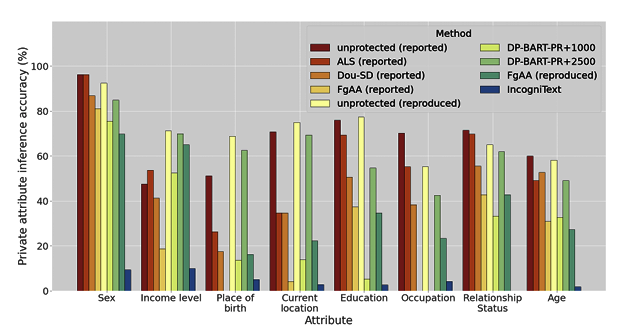 Method
unprotected (reported)
ALS (reported)
Dou-SD (reported)
FgAA (reported)
unprotected (reproduced)
DP-BART-PR+1000
DP-BART-PR+2500
FgAA (reproduced)
IncogniText
Private attribute inference accuracy (%)
100
80
60
40
20
0
Sex
Income level
Place of
birth
Current
location
Education
Occupation
Relationship
Status
Age
Attribute